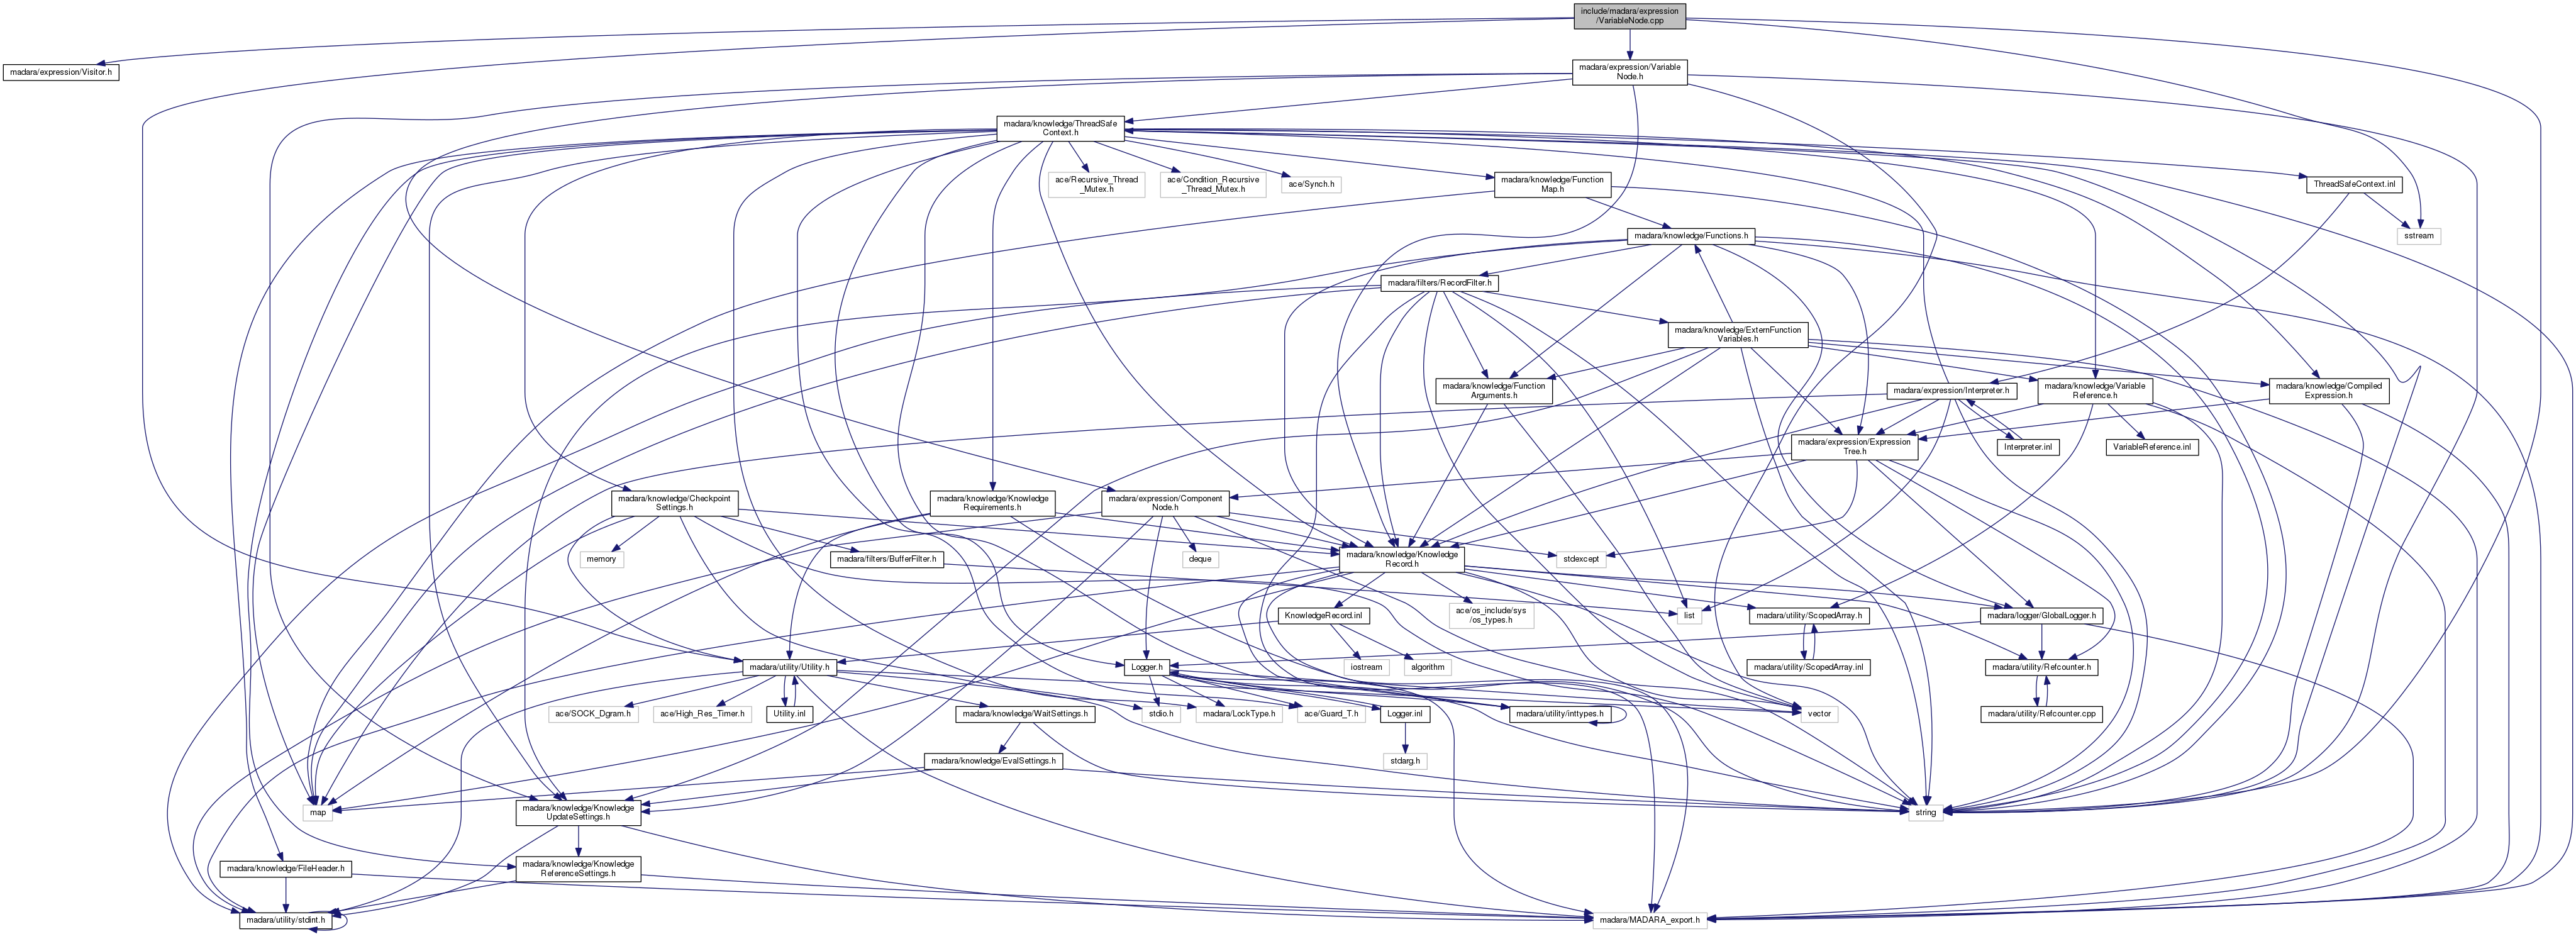 include/madara/expression
/VariableNode.cpp
madara/expression/Visitor.h
madara/expression/Variable
Node.h
madara/knowledge/ThreadSafe
Context.h
ace/Recursive_Thread
_Mutex.h
ace/Condition_Recursive
_Thread_Mutex.h
ace/Synch.h
madara/knowledge/Function
Map.h
ThreadSafeContext.inl
madara/knowledge/Functions.h
sstream
madara/filters/RecordFilter.h
madara/knowledge/ExternFunction
Variables.h
madara/knowledge/Function
Arguments.h
madara/expression/Interpreter.h
madara/knowledge/Variable
Reference.h
madara/knowledge/Compiled
Expression.h
madara/expression/Expression
Tree.h
Interpreter.inl
VariableReference.inl
madara/knowledge/Checkpoint
Settings.h
madara/knowledge/Knowledge
Requirements.h
madara/expression/Component
Node.h
memory
madara/filters/BufferFilter.h
deque
stdexcept
madara/knowledge/Knowledge
Record.h
KnowledgeRecord.inl
ace/os_include/sys
/os_types.h
list
madara/utility/ScopedArray.h
madara/logger/GlobalLogger.h
madara/utility/Utility.h
Logger.h
iostream
algorithm
madara/utility/ScopedArray.inl
madara/utility/Refcounter.h
ace/SOCK_Dgram.h
ace/High_Res_Timer.h
Utility.inl
madara/knowledge/WaitSettings.h
stdio.h
madara/LockType.h
ace/Guard_T.h
Logger.inl
madara/utility/inttypes.h
vector
madara/utility/Refcounter.cpp
madara/knowledge/EvalSettings.h
stdarg.h
map
madara/knowledge/Knowledge
UpdateSettings.h
string
madara/knowledge/FileHeader.h
madara/knowledge/Knowledge
ReferenceSettings.h
madara/utility/stdint.h
madara/MADARA_export.h